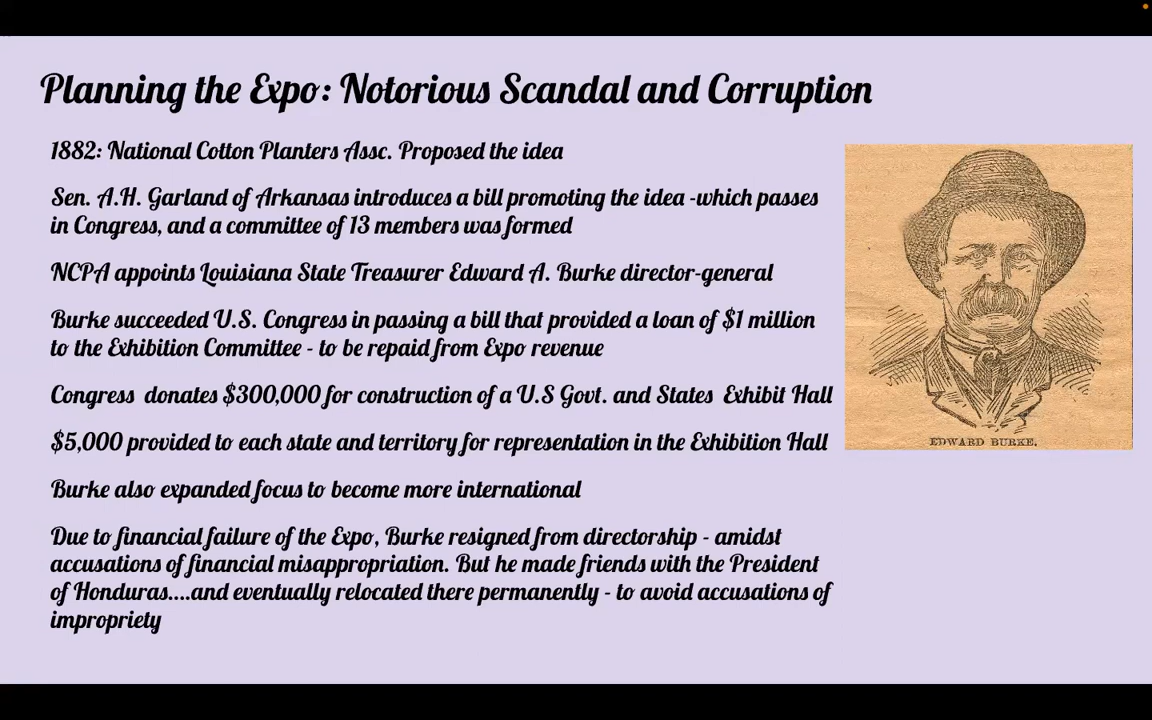 Planning the Expo: Notorious Scandal and Corruption
1882: National Cotton Planters Assc. Proposed the idea
Sen. A.H. Garland of Arkansas introduces a bill promoting the idea -which passes
in Congress, and a committee of 13 members was formed
NCPA appoints Louisiana State Treasurer Edward A. Burke director-general
Burke succeeded U.S. Congress in passing a bill that provided a loan of $1 million
to the Exhibition Committee - to be repaid from Expo revenue
Congress donates $300,000 for construction of a U.S Govt. and States Exhibit Hall
$5,000 provided to each state and territory for representation in the Exhibition Hall
Burke also expanded focus to become more international
Due to financial failure of the Expo, Burke resigned from directorship - amidst
accusations of financial misappropriation. But he made friends with the President
of Honduras....and eventually relocated there permanently - to avoid accusations of
impropriety
EDWARD BURKE.